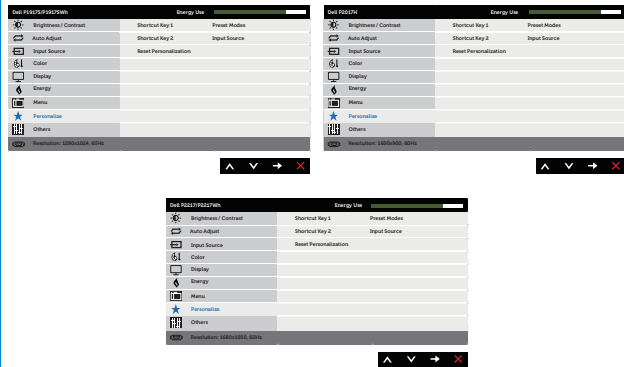 Dell P1917S/P1917SWh Energy Use
Brightness / Contrast Shortcut Key 1 Preset Modes
Auto Adjust Shortcut Key 2 Input Source
Input Source Reset Personalization
Color
Display
Energy
Menu
Personalize
Others
Resolution: 1280x1024, 60Hz
Dell P2017H Energy Use
Brightness / Contrast Shortcut Key 1 Preset Modes
Auto Adjust Shortcut Key 2 Input Source
Input Source Reset Personalization
Color
Display
Energy
Menu
Personalize
Others
Resolution: 1600x900, 60Hz
Dell P2217/P2217Wh Energy Use
Brightness / Contrast Shortcut Key 1 Preset Modes
Auto Adjust Shortcut Key 2 Input Source
Input Source Reset Personalization
Color
Display
Energy
Menu
Personalize
Others
Resolution: 1680x1050, 60Hz